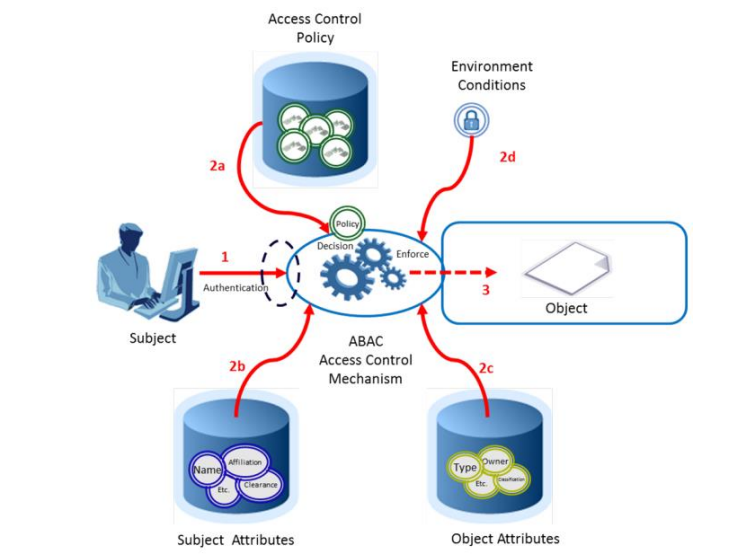 Access Control
Policy
Environment
Conditions
2a
2d
Policy
Decision
Enforce
1
Authentication
3
Subject
Object
ABAC
Access Control
Mechanism
2b
2c
Name
Affiliation
Etc.
Clearance
Type
Owner
Etc.
Classification
Subject Attributes
Object Attributes